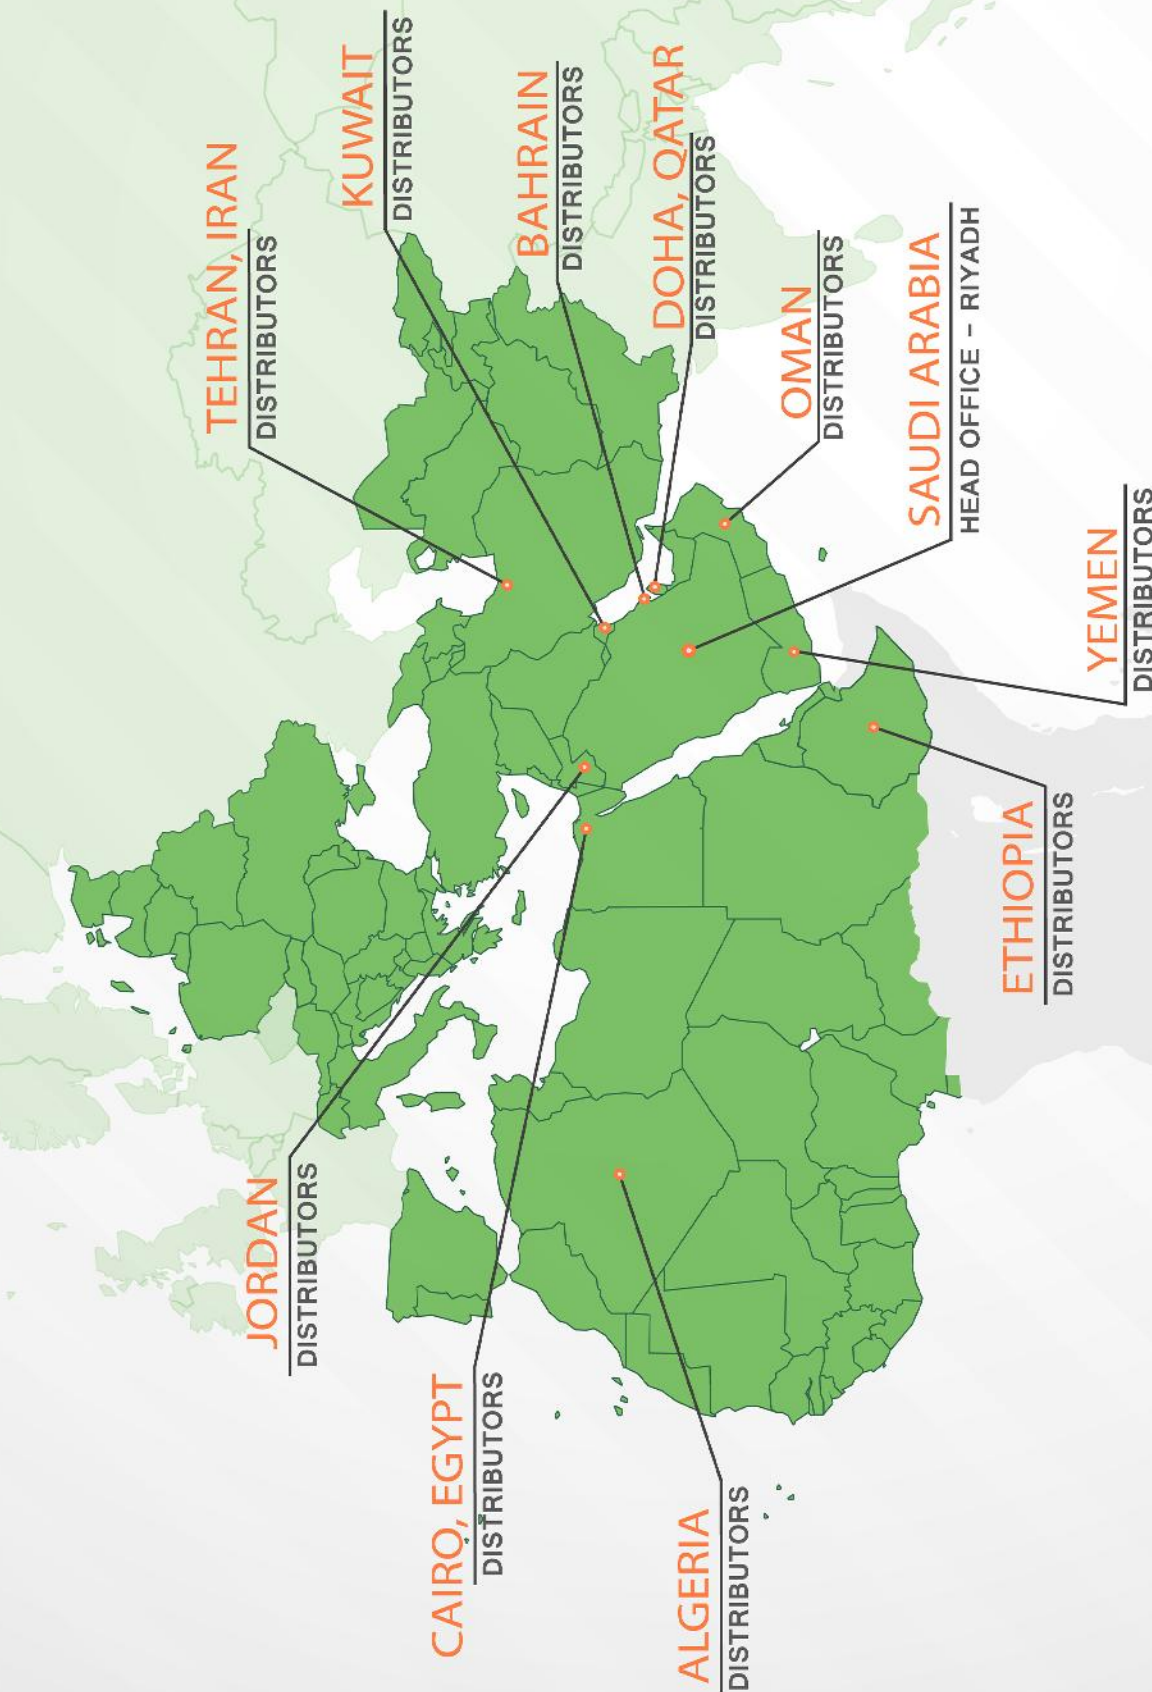 JORDAN
DISTRIBUTORS
TEHRAN, IRAN
DISTRIBUTORS
KUWAIT
DISTRIBUTORS
CAIRO, EGYPT
DISTRIBUTORS
BAHRAIN
DISTRIBUTORS
DOHA, QATAR
DISTRIBUTORS
ALGERIA
DISTRIBUTORS
OMAN
DISTRIBUTORS
SAUDI ARABIA
HEAD OFFICE - RIYADH
ETHIOPIA
DISTRIBUTORS
YEMEN
DISTRIBUTORS